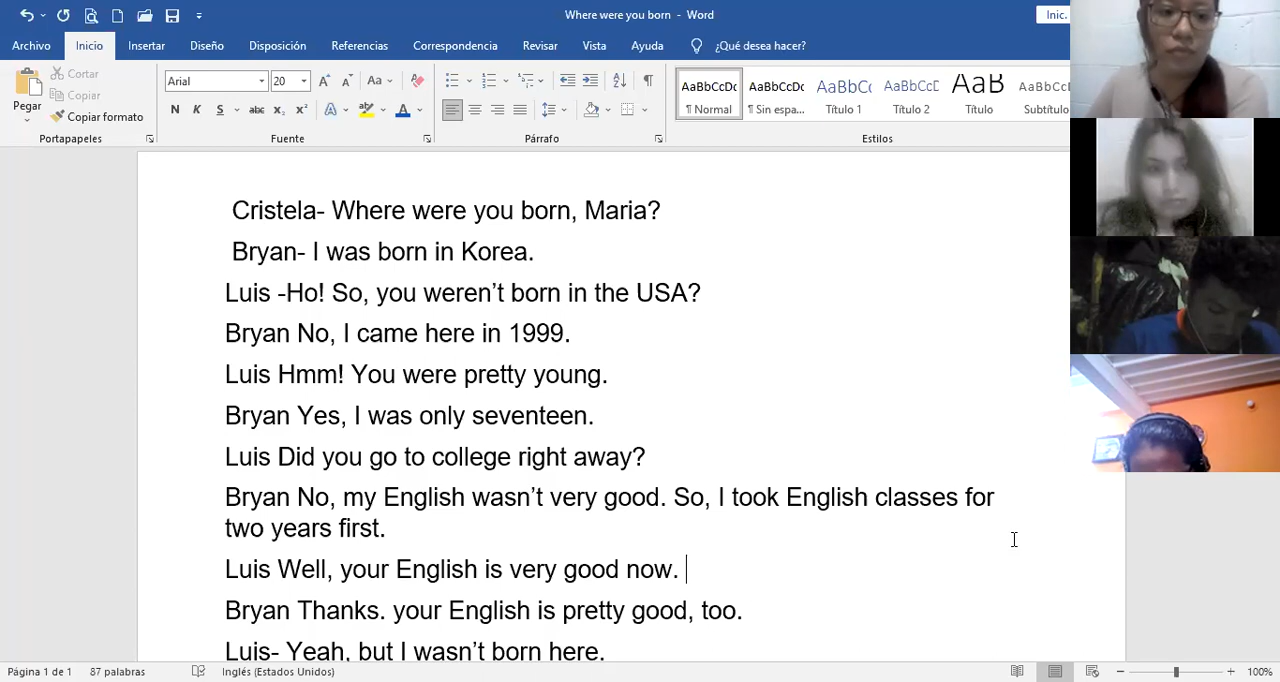 Where were you born - Word
Inic.
Archivo Inicio Insertar Diseño Disposición Referencias Correspondencia Revisar Vista Ayuda ¿Qué desea hacer?
Pegar
Cortar
Copiar
Copiar formato
Portapapeles
Arial 20 Aa
N K S abc x₂ x² A A
Fuente
Párrafo
AaBbCcDc AaBbCcDc AaBbC AaBbCcD AaB AaBbCcD
¶ Normal ¶ Sin espa... Título 1 Título 2 Título Subtítulo
Estilos
Cristela- Where were you born, Maria?
Bryan- I was born in Korea.
Luis -Ho! So, you weren’t born in the USA?
Bryan No, I came here in 1999.
Luis Hmm! You were pretty young.
Bryan Yes, I was only seventeen.
Luis Did you go to college right away?
Bryan No, my English wasn’t very good. So, I took English classes for
two years first.
Luis Well, your English is very good now.
Bryan Thanks. your English is pretty good, too.
Luis- Yeah, but I wasn’t born here.
Página 1 de 1 87 palabras Inglés (Estados Unidos) 100%